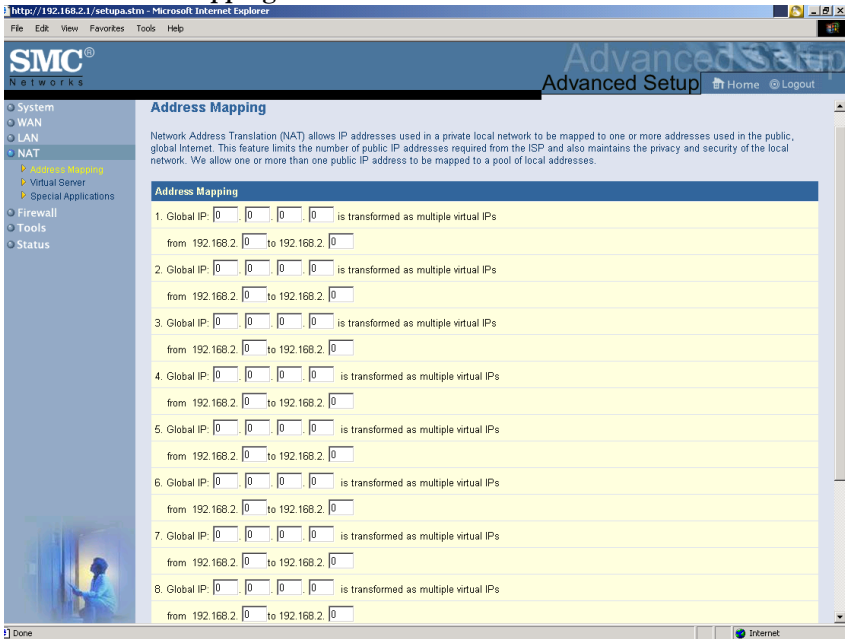 http://192.168.2.1/setupa.stm - Microsoft Internet Explorer
File Edit View Favorites Tools Help
SMC®
Networks
Advanced Setup
Advanced Setup
Home Logout
System
WAN
LAN
NAT
Address Mapping
Virtual Server
Special Applications
Firewall
Tools
Status
Address Mapping
Network Address Translation (NAT) allows IP addresses used in a private local network to be mapped to one or more addresses used in the public,
global Internet. This feature limits the number of public IP addresses required from the ISP and also maintains the privacy and security of the local
network. We allow one or more than one public IP address to be mapped to a pool of local addresses.
Address Mapping
1. Global IP: 0 . 0 . 0 . 0 is transformed as multiple virtual IPs
from 192.168.2. 0 to 192.168.2. 0
2. Global IP: 0 . 0 . 0 . 0 is transformed as multiple virtual IPs
from 192.168.2. 0 to 192.168.2. 0
3. Global IP: 0 . 0 . 0 . 0 is transformed as multiple virtual IPs
from 192.168.2. 0 to 192.168.2. 0
4. Global IP: 0 . 0 . 0 . 0 is transformed as multiple virtual IPs
from 192.168.2. 0 to 192.168.2. 0
5. Global IP: 0 . 0 . 0 . 0 is transformed as multiple virtual IPs
from 192.168.2. 0 to 192.168.2. 0
6. Global IP: 0 . 0 . 0 . 0 is transformed as multiple virtual IPs
from 192.168.2. 0 to 192.168.2. 0
7. Global IP: 0 . 0 . 0 . 0 is transformed as multiple virtual IPs
from 192.168.2. 0 to 192.168.2. 0
8. Global IP: 0 . 0 . 0 . 0 is transformed as multiple virtual IPs
from 192.168.2. 0 to 192.168.2. 0
Done
Internet